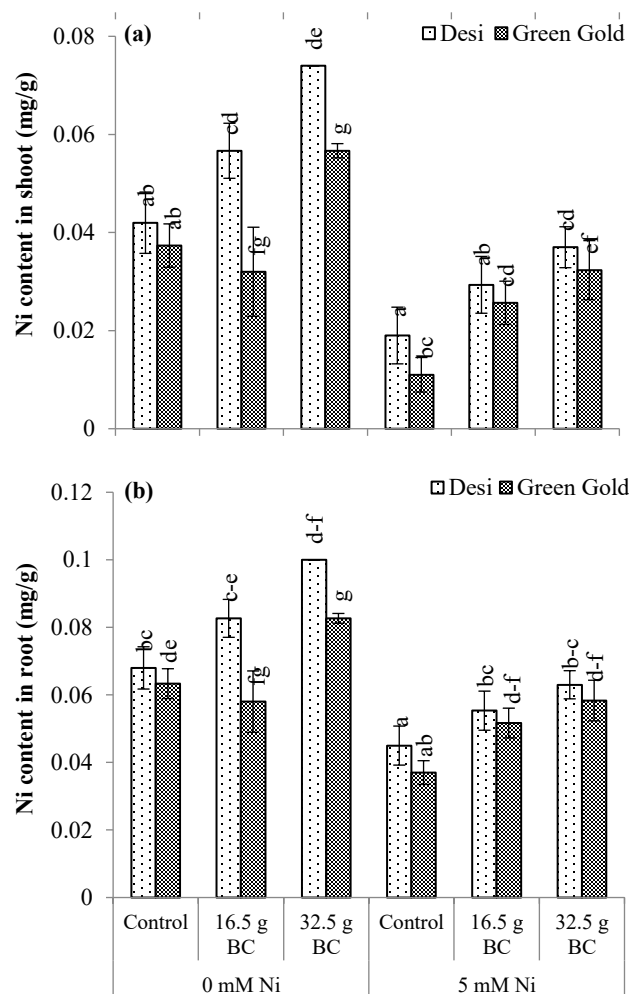 (a)
Desi Green Gold
Ni content in shoot (mg/g)
0.08
0.06
0.04
0.02
0
ab
ab
cd
fg
de
g
a
bc
ab
cd
cd
ef
(b)
Desi Green Gold
Ni content in root (mg/g)
0.12
0.1
0.08
0.06
0.04
0.02
0
bc
de
c-e
fg
d-f
g
a
ab
bc
d-f
b-c
d-f
Control
16.5 g
BC
32.5 g
BC
Control
16.5 g
BC
32.5 g
BC
0 mM Ni
5 mM Ni